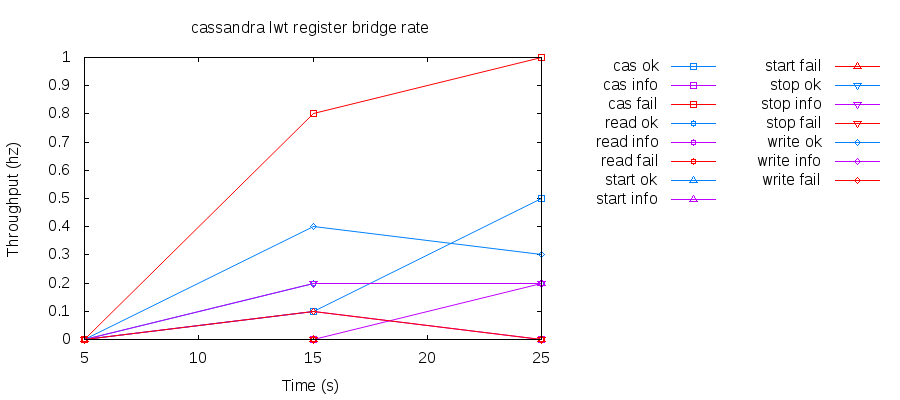 cassandra lwt register bridge rate
1
0.9
0.8
0.7
0.6
0.5
0.4
0.3
0.2
0.1
0
5
10
15
20
25
Throughput (hz)
Time (s)
cas ok
cas info
cas fail
read ok
read info
read fail
start ok
start info
start fail
stop ok
stop info
stop fail
write ok
write info
write fail